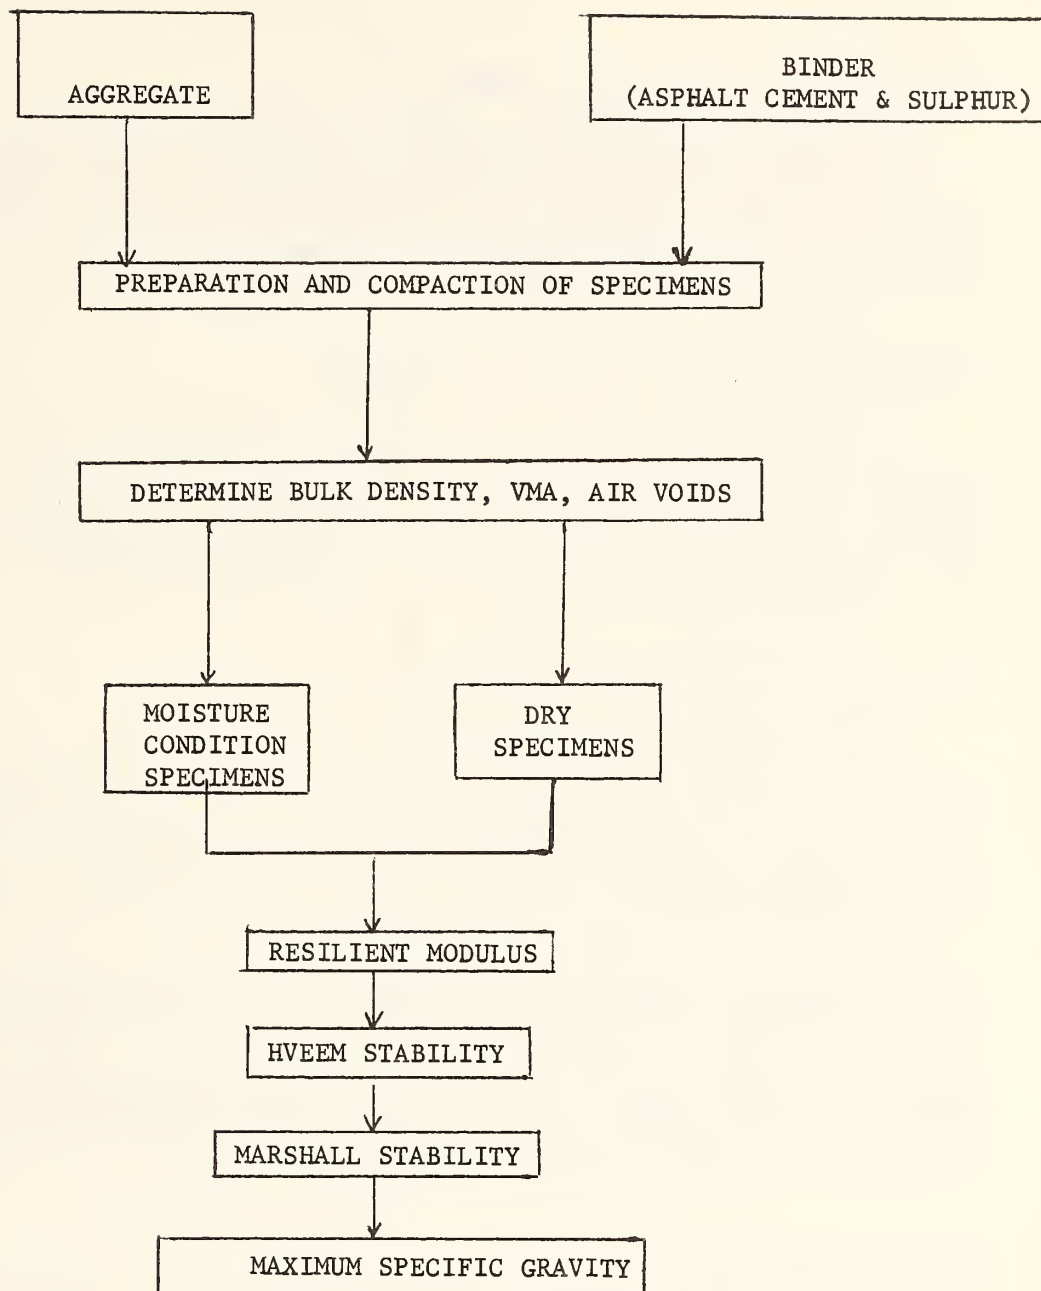 AGGREGATE
BINDER
(ASPHALT CEMENT & SULPHUR)
PREPARATION AND COMPACTION OF SPECIMENS
DETERMINE BULK DENSITY, VMA, AIR VOIDS
MOISTURE
CONDITION
SPECIMENS
DRY
SPECIMENS
RESILIENT MODULUS
HVEEM STABILITY
MARSHALL STABILITY
MAXIMUM SPECIFIC GRAVITY